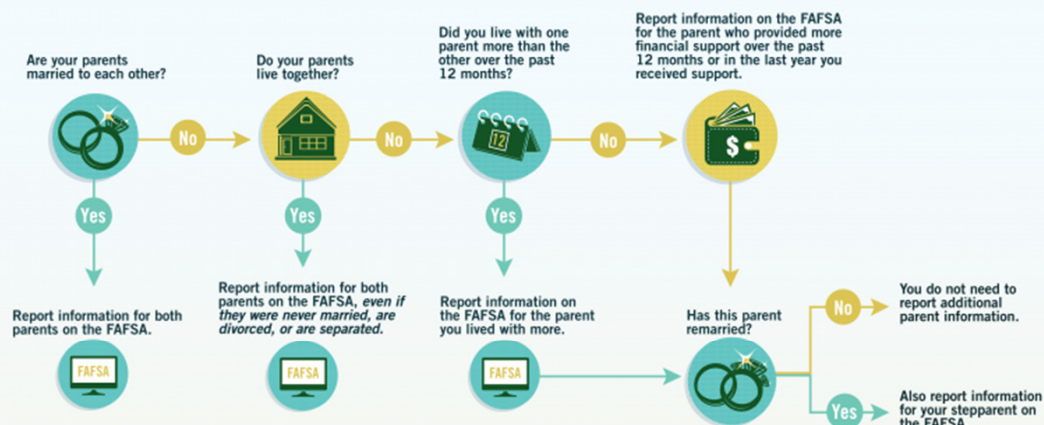 Are your parents
married to each other?
No
Do your parents
live together?
No
Did you live with one
parent more than the
other over the past
12 months?
12
No
Report information on the FAFSA
for the parent who provided more
financial support over the past
12 months or in the last year you
received support.
$
Yes
Yes
Yes
Report information for both
parents on the FAFSA.
FAFSA
Report information for both
parents on the FAFSA, even if
they were never married, are
divorced, or are separated.
FAFSA
Report information on
the FAFSA for the parent
you lived with more.
FAFSA
Has this parent
remarried?
No
You do not need to
report additional
parent information.
Yes
Also report information
for your stepparent on
the FAFSA